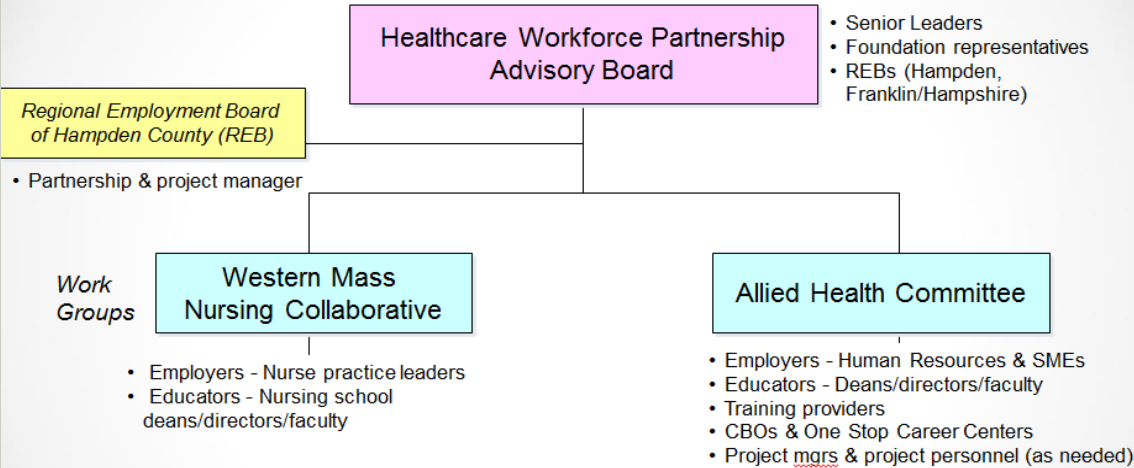 Healthcare Workforce Partnership
Advisory Board
• Senior Leaders
• Foundation representatives
• REBs (Hampden,
Franklin/Hampshire)
Regional Employment Board
of Hampden County (REB)
• Partnership & project manager
Work
Groups
Western Mass
Nursing Collaborative
• Employers - Nurse practice leaders
• Educators - Nursing school
deans/directors/faculty
Allied Health Committee
• Employers - Human Resources & SMEs
• Educators - Deans/directors/faculty
• Training providers
• CBOs & One Stop Career Centers
• Project mgrs & project personnel (as needed)